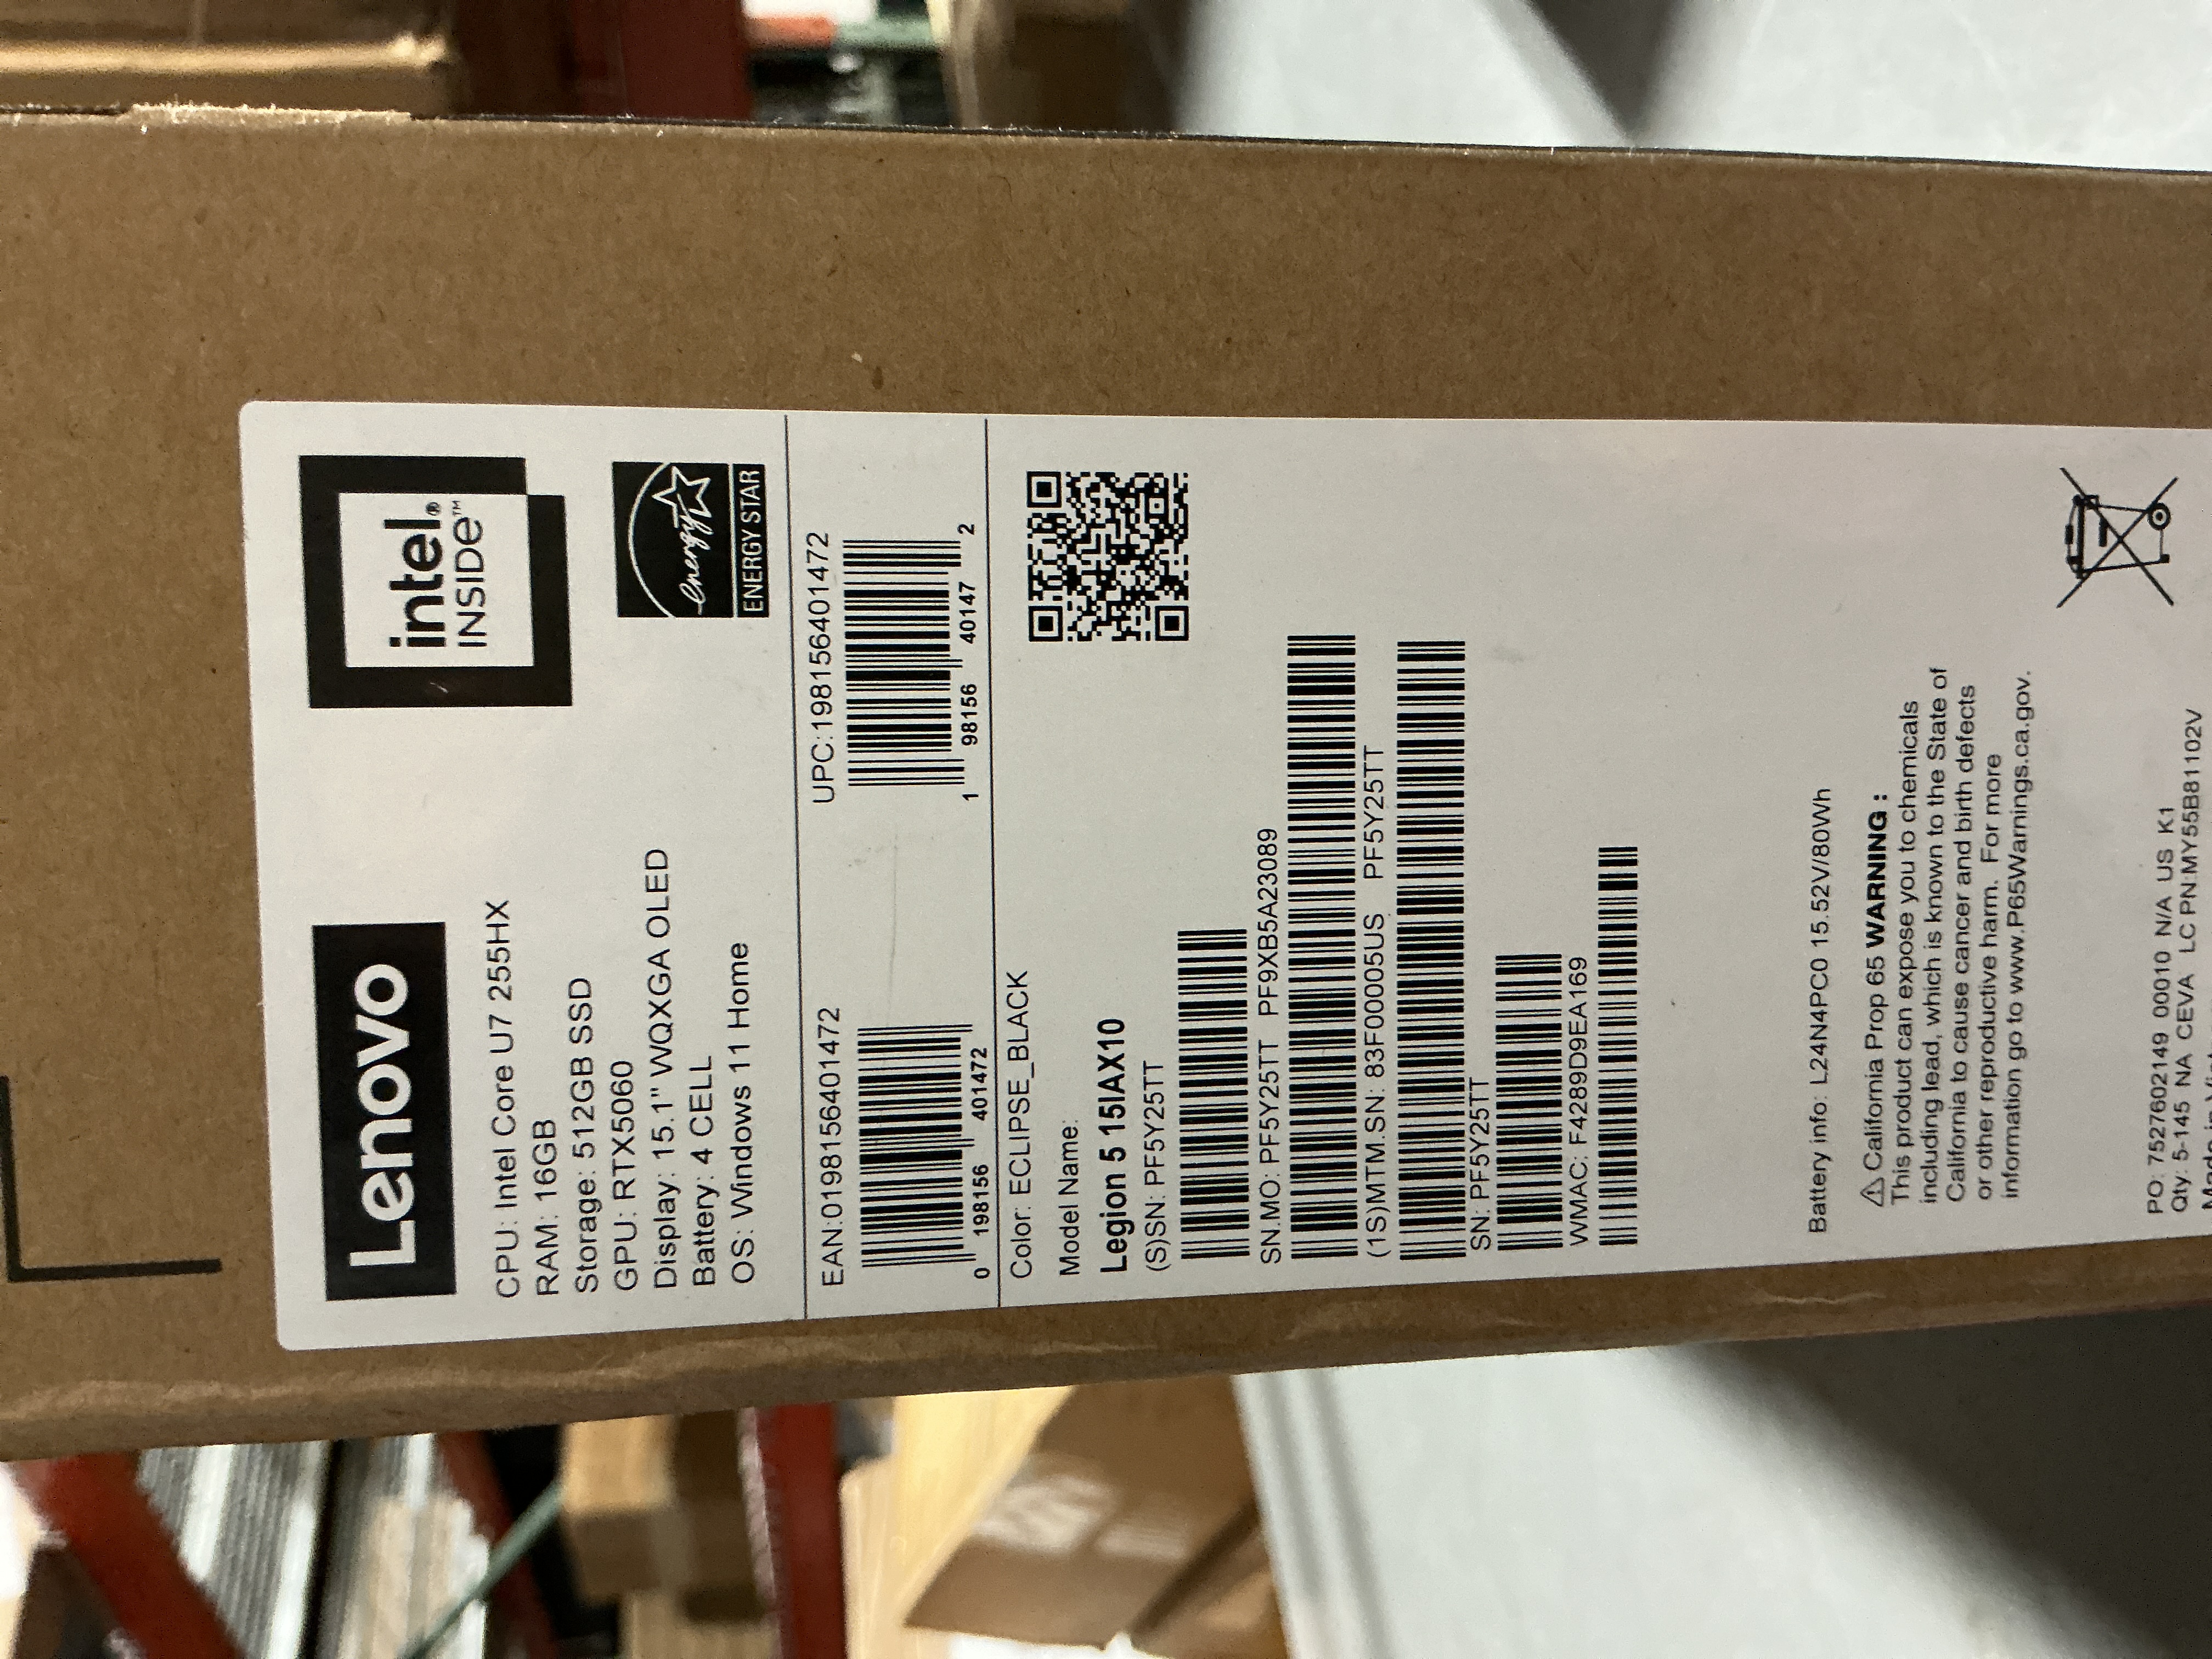 Lenovo
intel®
INSIDE™
CPU: Intel Core U7 255HX
RAM: 16GB
Storage: 512GB SSD
GPU: RTX5060
Display: 15.1" WQXGA OLED
Battery: 4 CELL
OS: Windows 11 Home
energy
ENERGY STAR
EAN:0198156401472
0 198156 401472
UPC:198156401472
1 98156 40147 2
Color: ECLIPSE_BLACK
Model Name:
Legion 5 15IAX10
(S)SN: PF5Y25TT
SN.MO: PF5Y25TT PF9XB5A23089
(1S)MTM.SN: 83F00005US PF5Y25TT
SN: PF5Y25TT
WMAC: F4289D9EA169
Battery info: L24N4PC0 15.52V/80Wh
⚠ California Prop 65 WARNING :
This product can expose you to chemicals
including lead, which is known to the State of
California to cause cancer and birth defects
or other reproductive harm. For more
information go to www.P65Warnings.ca.gov.
PO: 7527602149 00010 N/A US K1
Qty: 5-145 NA CEVA LC PN:MY55B81102V
Made in